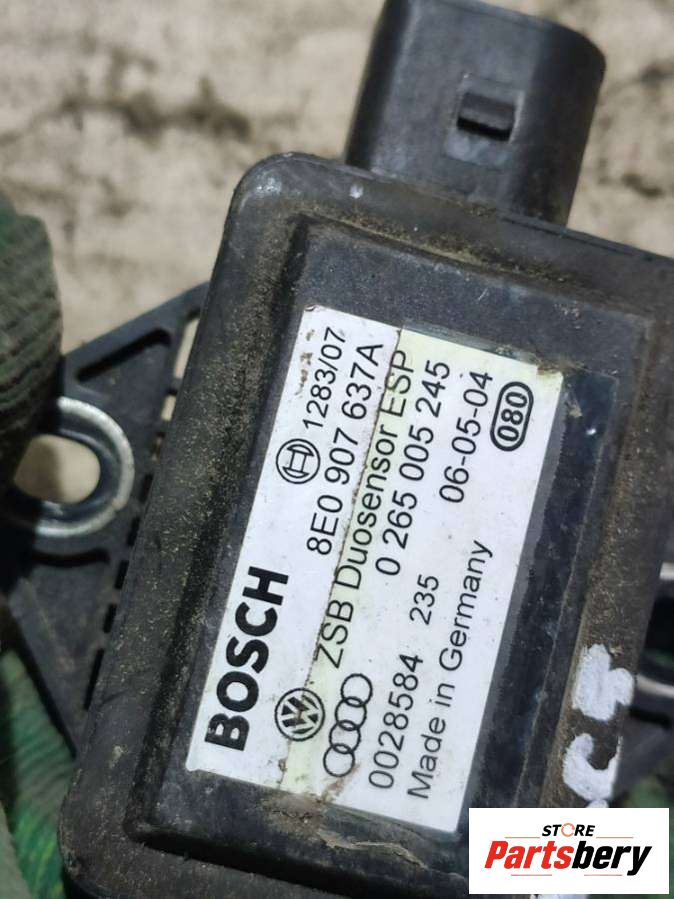 BOSCH 1283/07
8E0 907 637A
ZSB Duosensor ESP
0 265 005 245
0028584 235 06-05-04
Made in Germany 080
STORE
Partsbery